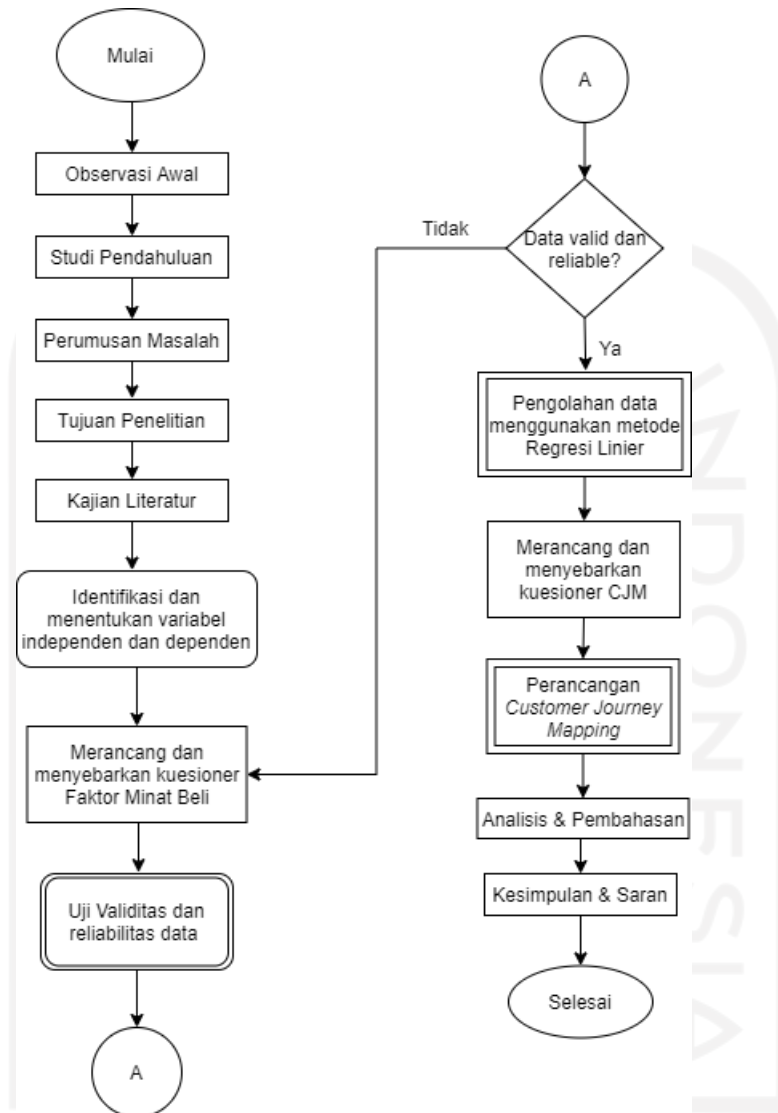 Mulai
Observasi Awal
Studi Pendahuluan
Perumusan Masalah
Tujuan Penelitian
Kajian Literatur
Identifikasi dan
menentukan variabel
independen dan dependen
Merancang dan
menyebarkan kuesioner
Faktor Minat Beli
Uji Validitas dan
reliabilitas data
A
A
Data valid dan
reliable?
Tidak
Ya
Pengolahan data
menggunakan metode
Regresi Linier
Merancang dan
menyebarkan
kuesioner CJM
Perancangan
Customer Journey
Mapping
Analisis & Pembahasan
Kesimpulan & Saran
Selesai
INDONESIA